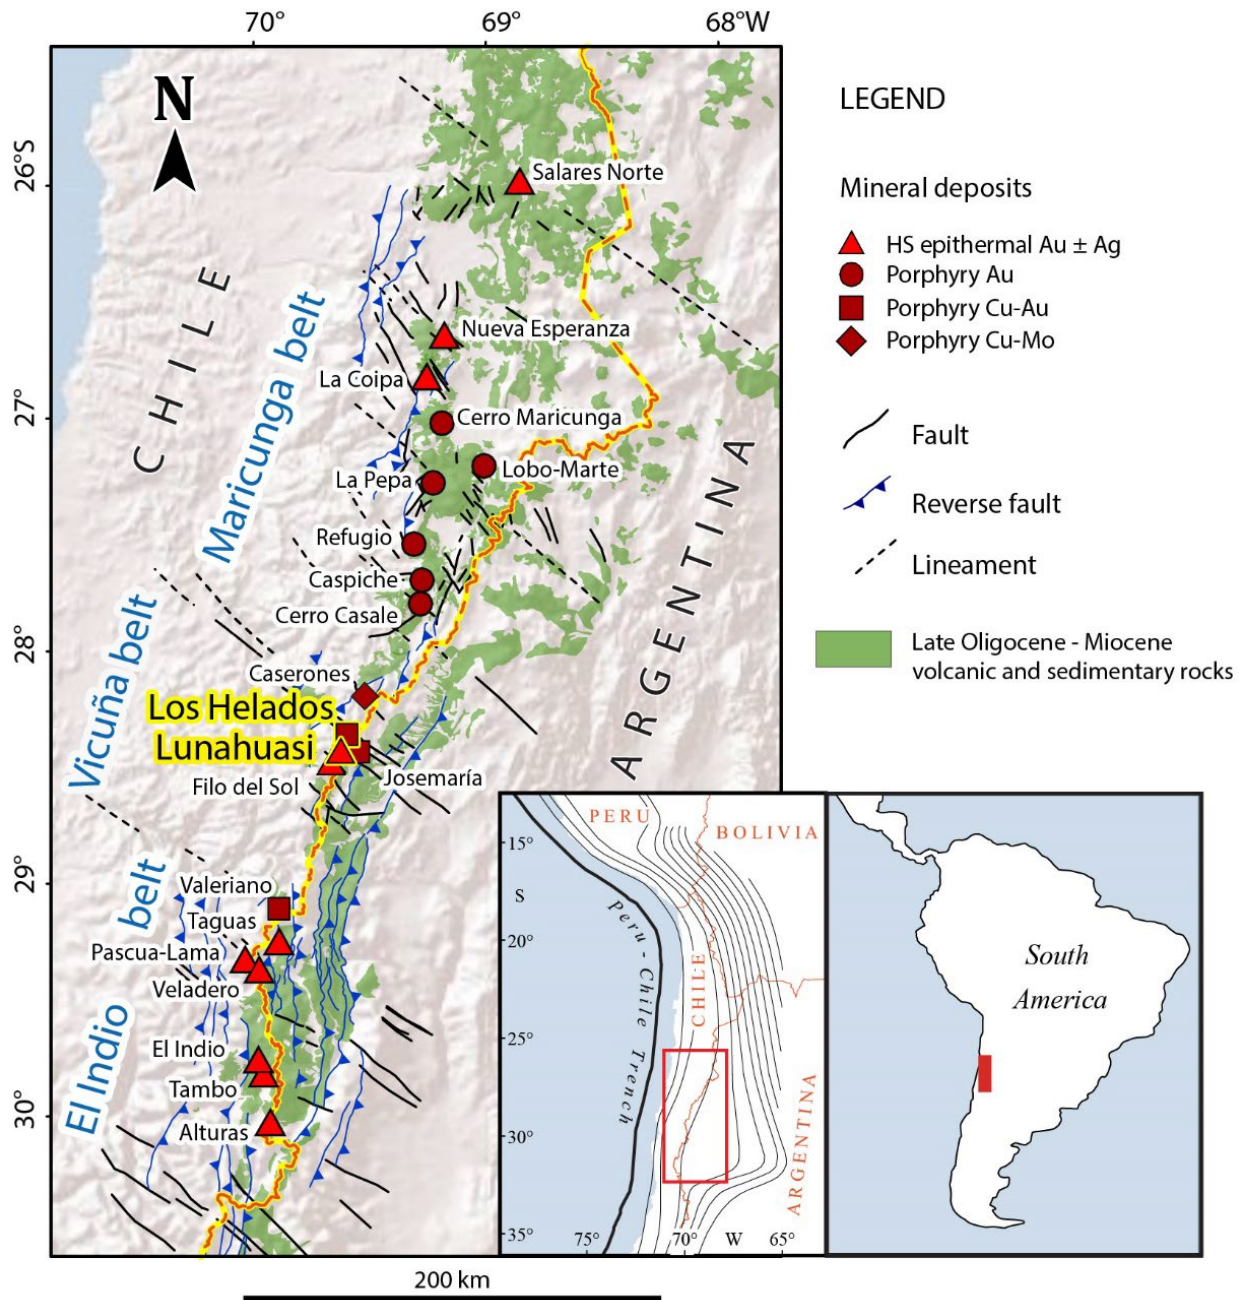 70°
69°
68°W
26°S
27°
28°
29°
30°
N
CHILE
ARGENTINA
Maricunga belt
Vicuña belt
El Indio belt
Salares Norte
Nueva Esperanza
La Coipa
Cerro Maricunga
Lobo-Marte
La Pepa
Refugio
Caspiche
Cerro Casale
Caserones
Los Helados
Lunahuasi
Josemaría
Filo del Sol
Valeriano
Taguas
Pascua-Lama
Veladero
El Indio
Tambo
Alturas
200 km
LEGEND
Mineral deposits
HS epithermal Au ± Ag
Porphyry Au
Porphyry Cu-Au
Porphyry Cu-Mo
Fault
Reverse fault
Lineament
Late Oligocene - Miocene
volcanic and sedimentary rocks
PERU
BOLIVIA
15°
S
20°
25°
30°
35°
Peru - Chile Trench
CHILE
ARGENTINA
75°
70°
W
65°
South
America